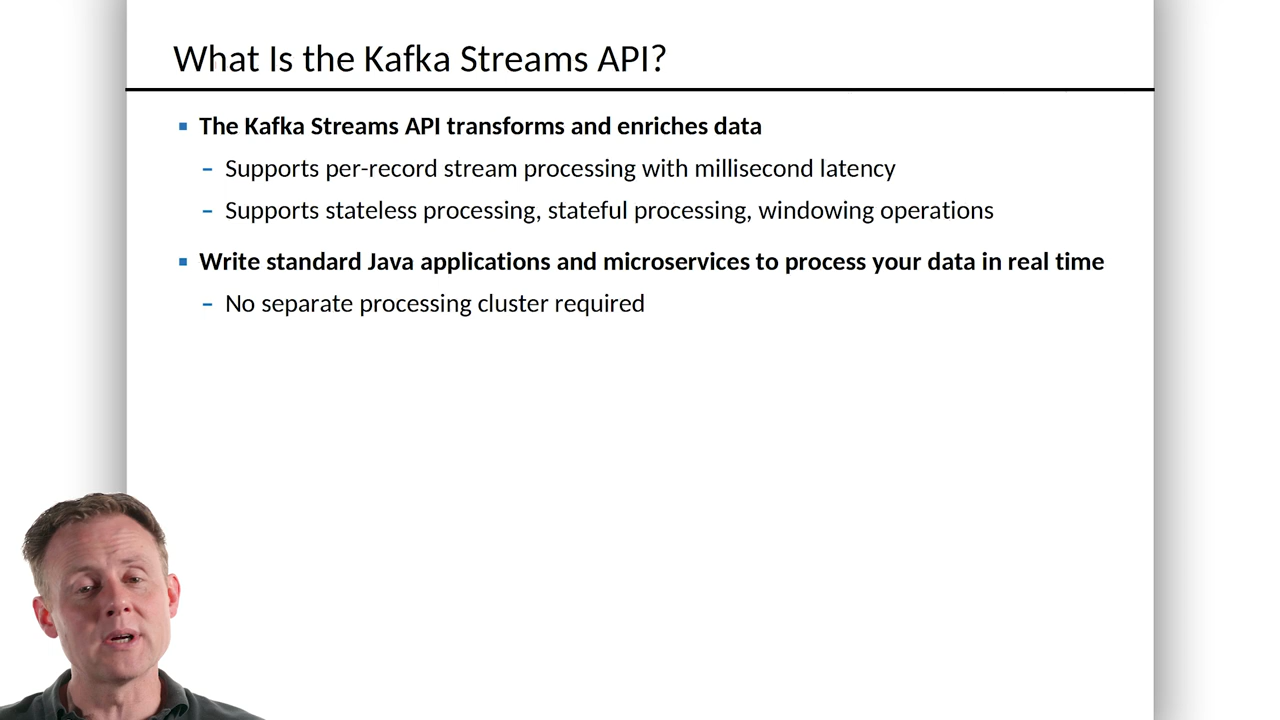 What Is the Kafka Streams API?
▪ The Kafka Streams API transforms and enriches data
– Supports per-record stream processing with millisecond latency
– Supports stateless processing, stateful processing, windowing operations
▪ Write standard Java applications and microservices to process your data in real time
– No separate processing cluster required